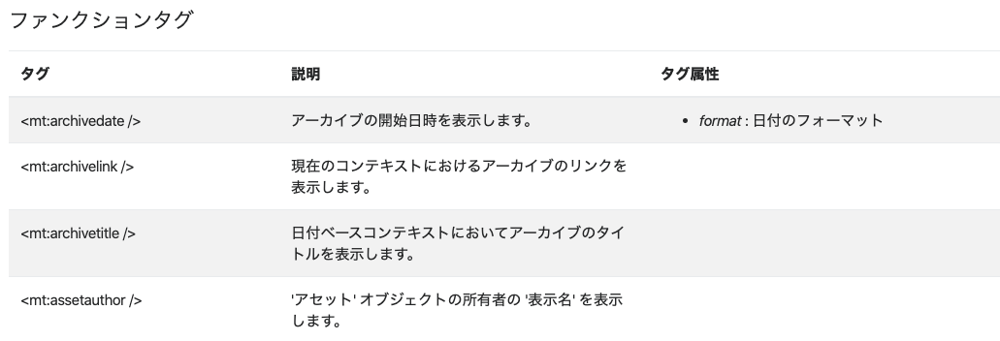 ファンクションタグ
タグ 説明 タグ属性
<mt:archivedate /> アーカイブの開始日時を表示します。 • format : 日付のフォーマット
<mt:archivelink /> 現在のコンテキストにおけるアーカイブのリンクを
表示します。
<mt:archivetitle /> 日付ベースコンテキストにおいてアーカイブのタイ
トルを表示します。
<mt:assetauthor /> 'アセット' オブジェクトの所有者の '表示名' を表示
します。